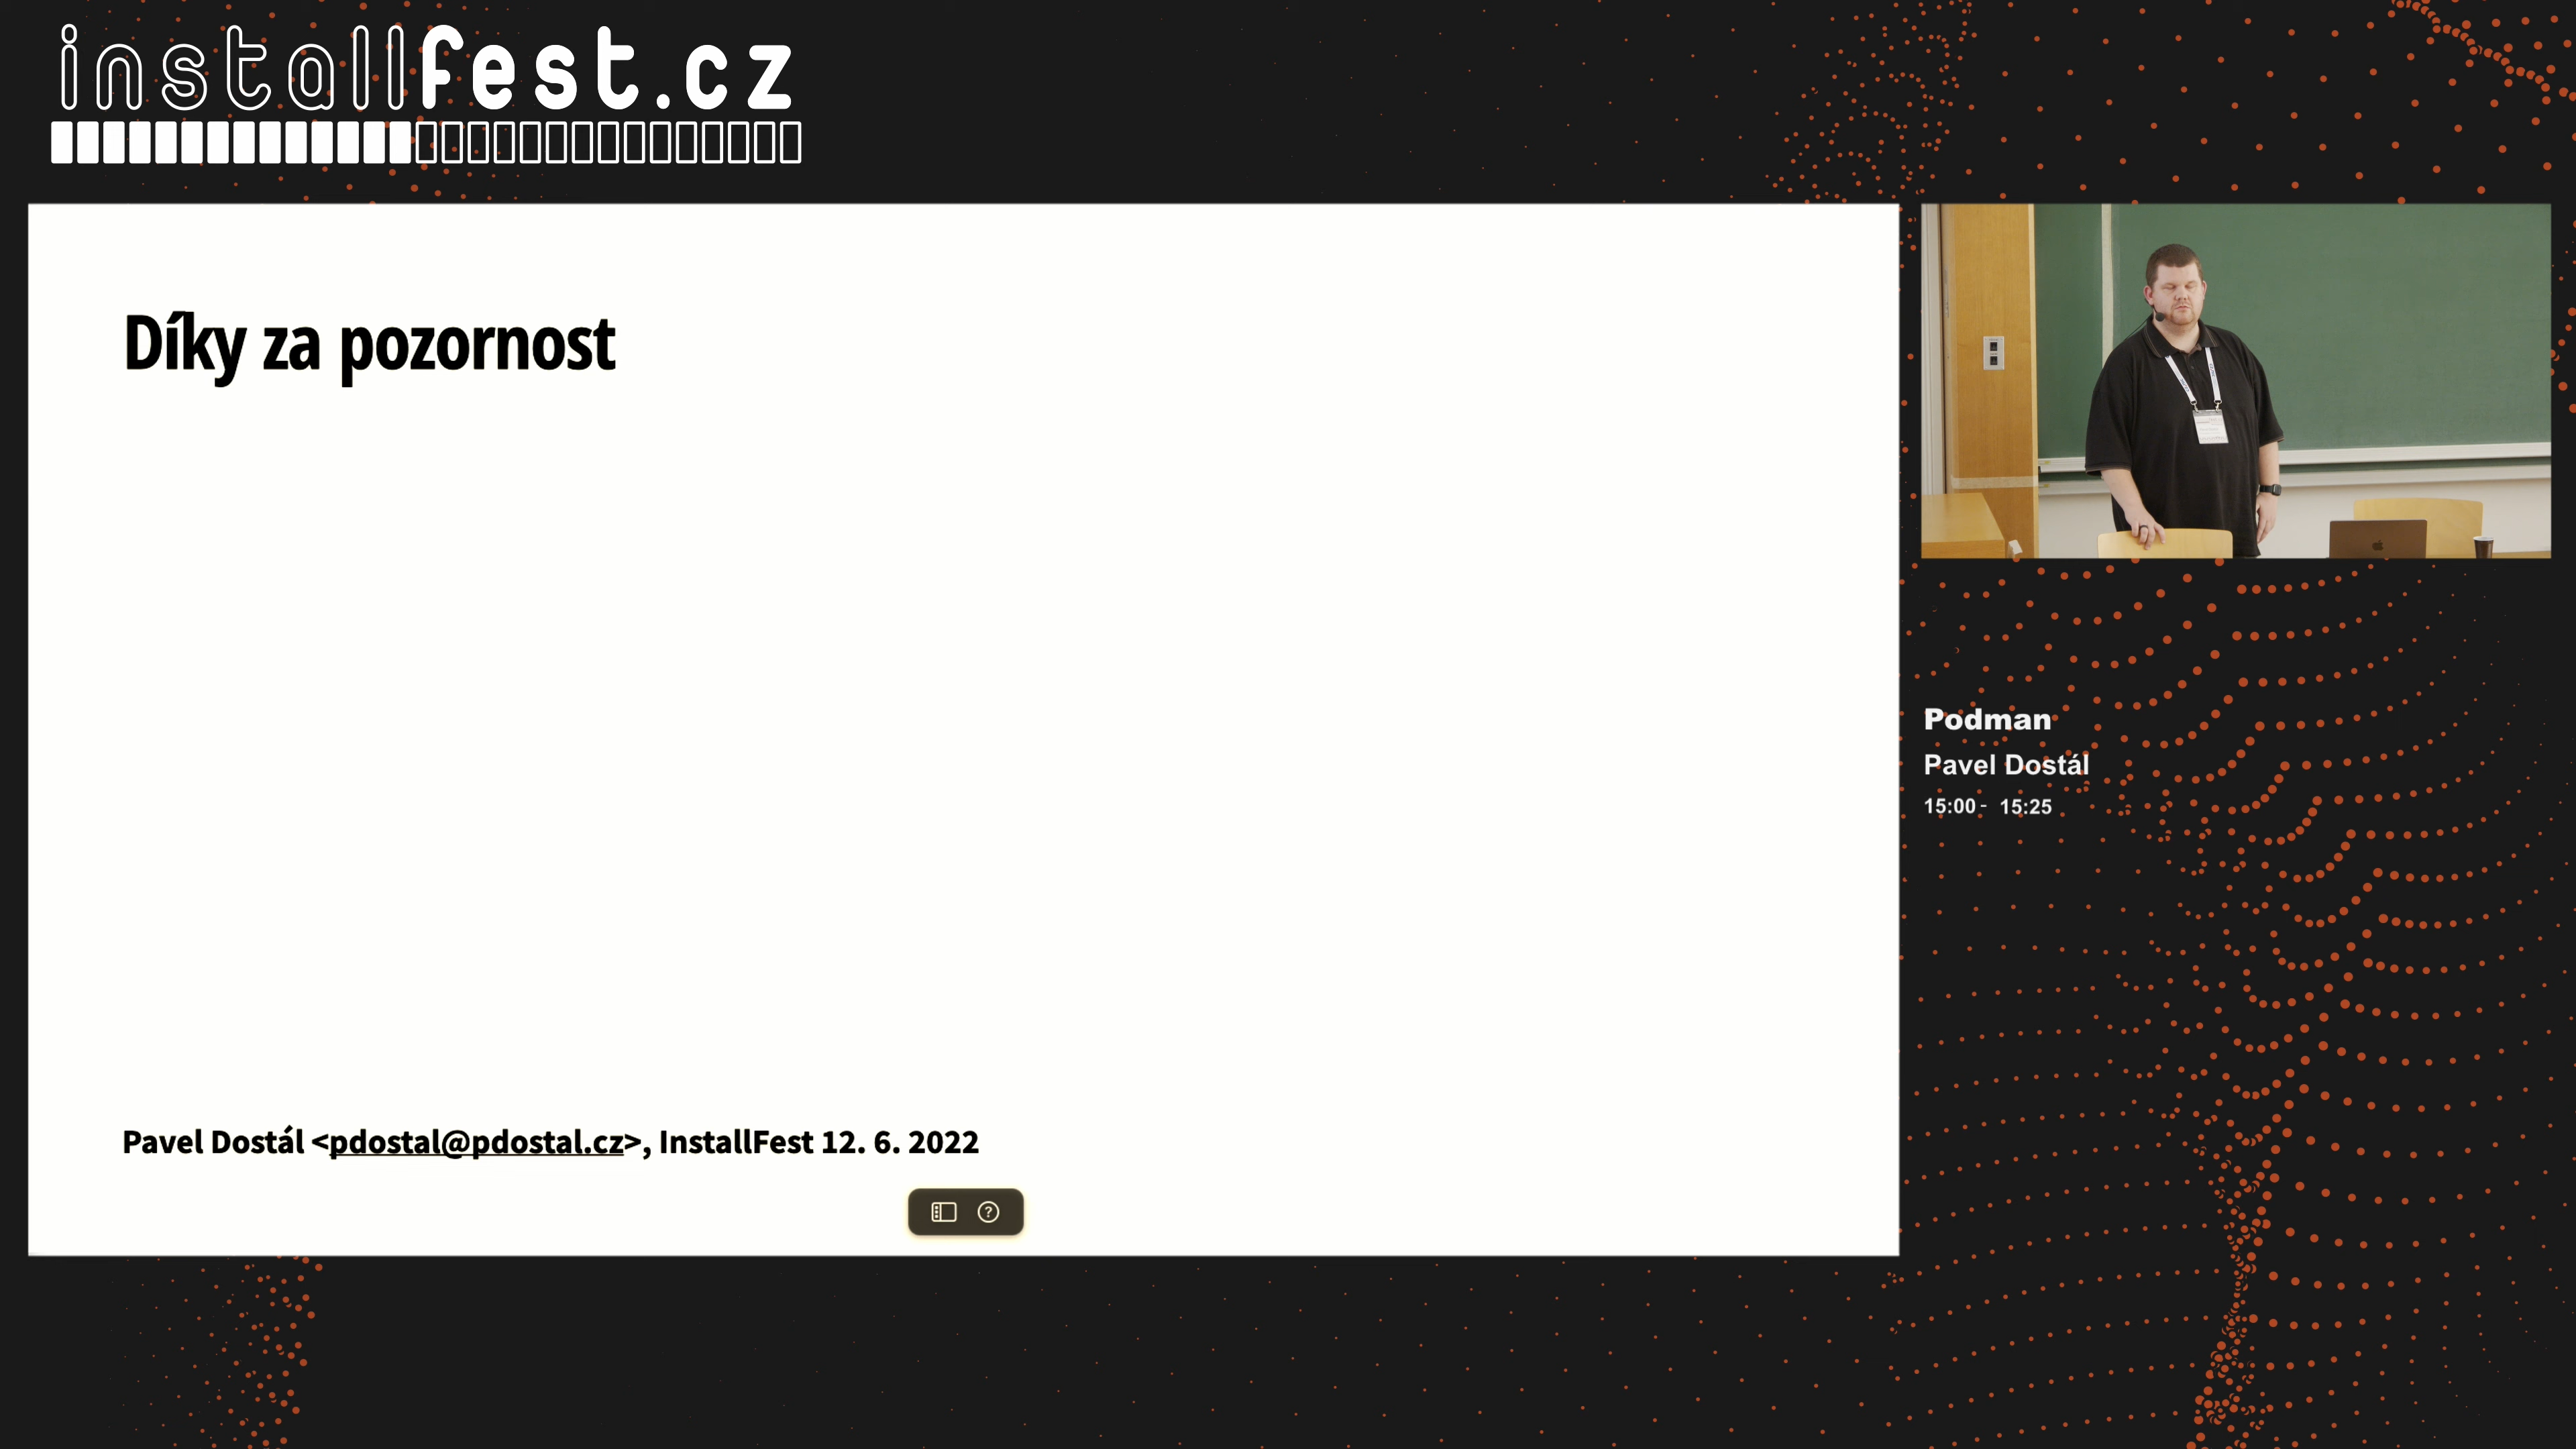 installfest.cz
Díky za pozornost
Pavel Dostál <pdostal@pdostal.cz>, InstallFest 12. 6. 2022
Podman
Pavel Dostál
15:00 - 15:25